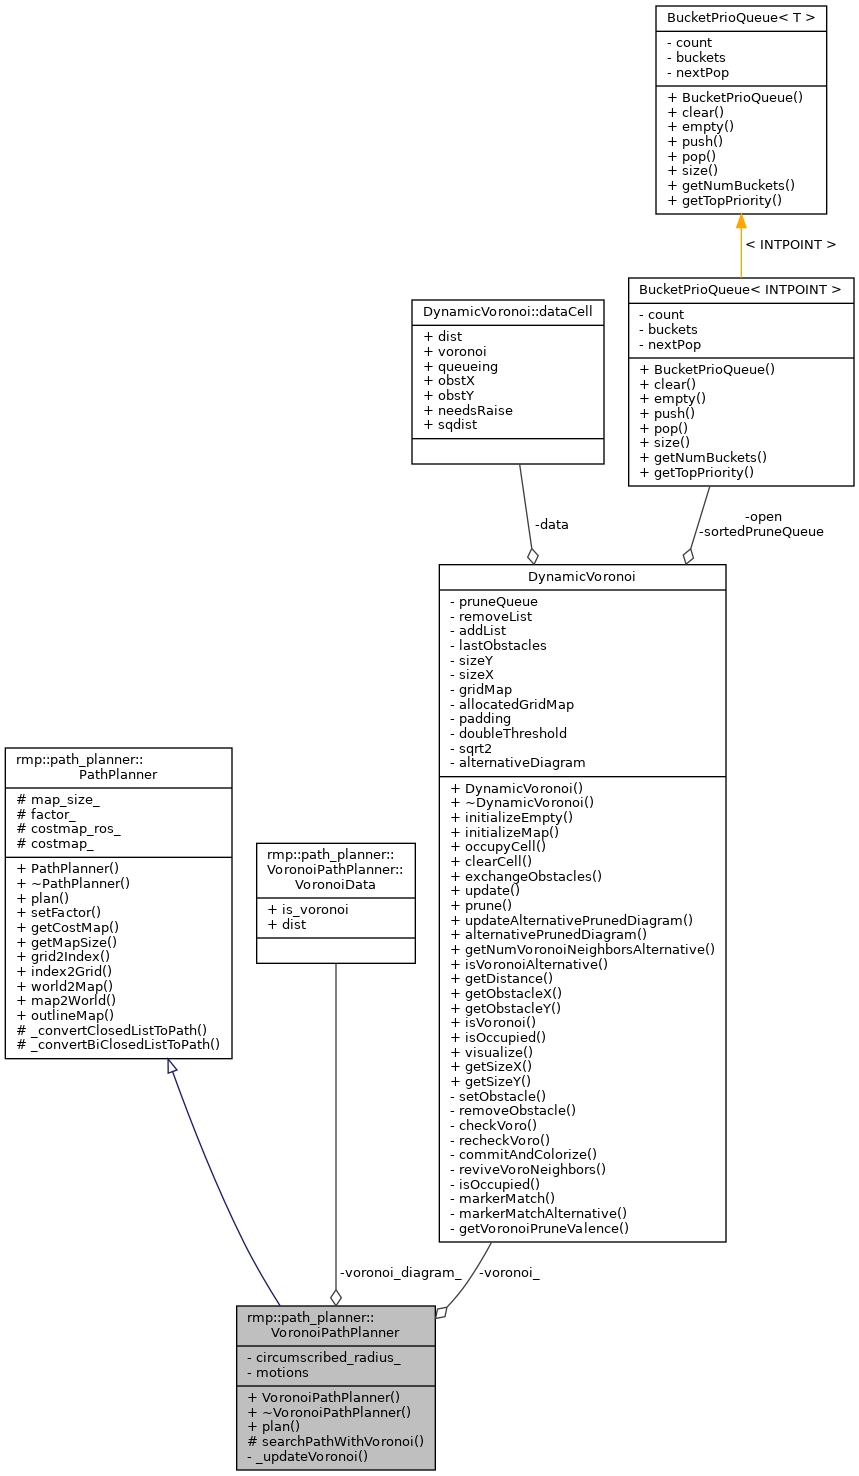 BucketPrioQueue< T >
- count
- buckets
- nextPop
+ BucketPrioQueue()
+ clear()
+ empty()
+ push()
+ pop()
+ size()
+ getNumBuckets()
+ getTopPriority()
< INTPOINT >
BucketPrioQueue< INTPOINT >
- count
- buckets
- nextPop
+ BucketPrioQueue()
+ clear()
+ empty()
+ push()
+ pop()
+ size()
+ getNumBuckets()
+ getTopPriority()
DynamicVoronoi::dataCell
+ dist
+ voronoi
+ queueing
+ obstX
+ obstY
+ needsRaise
+ sqdist
-data
-open
-sortedPruneQueue
DynamicVoronoi
- pruneQueue
- removeList
- addList
- lastObstacles
- sizeY
- sizeX
- gridMap
- allocatedGridMap
- padding
- doubleThreshold
- sqrt2
- alternativeDiagram
+ DynamicVoronoi()
+ ~DynamicVoronoi()
+ initializeEmpty()
+ initializeMap()
+ occupyCell()
+ clearCell()
+ exchangeObstacles()
+ update()
+ prune()
+ updateAlternativePrunedDiagram()
+ alternativePrunedDiagram()
+ getNumVoronoiNeighborsAlternative()
+ isVoronoiAlternative()
+ getDistance()
+ getObstacleX()
+ getObstacleY()
+ isVoronoi()
+ isOccupied()
+ visualize()
+ getSizeX()
+ getSizeY()
- setObstacle()
- removeObstacle()
- checkVoro()
- recheckVoro()
- commitAndColorize()
- reviveVoroNeighbors()
- isOccupied()
- markerMatch()
- markerMatchAlternative()
- getVoronoiPruneValence()
rmp::path_planner::
PathPlanner
# map_size_
# factor_
# costmap_ros_
# costmap_
+ PathPlanner()
+ ~PathPlanner()
+ plan()
+ setFactor()
+ getCostMap()
+ getMapSize()
+ grid2Index()
+ index2Grid()
+ world2Map()
+ map2World()
+ outlineMap()
# _convertClosedListToPath()
# _convertBiClosedListToPath()
rmp::path_planner::
VoronoiPathPlanner::
VoronoiData
+ is_voronoi
+ dist
-voronoi_diagram_
-voronoi_
rmp::path_planner::
VoronoiPathPlanner
- circumscribed_radius_
- motions
+ VoronoiPathPlanner()
+ ~VoronoiPathPlanner()
+ plan()
# searchPathWithVoronoi()
- _updateVoronoi()